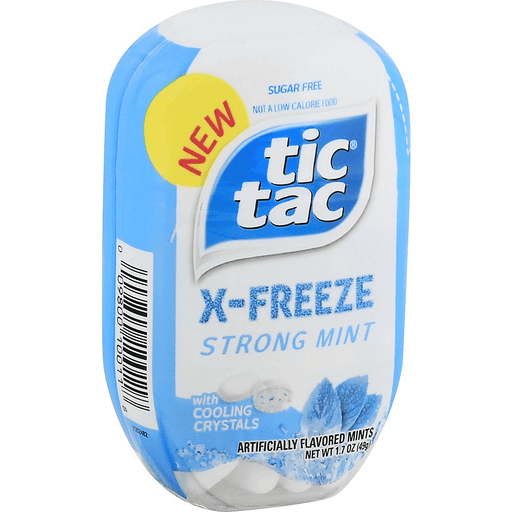 SUGAR FREE
NOT A LOW CALORIE FOOD
NEW
tic®
tac
X-FREEZE
STRONG MINT
with
COOLING
CRYSTALS
ARTIFICIALLY FLAVORED MINTS
NET WT 1.7 OZ (49g)